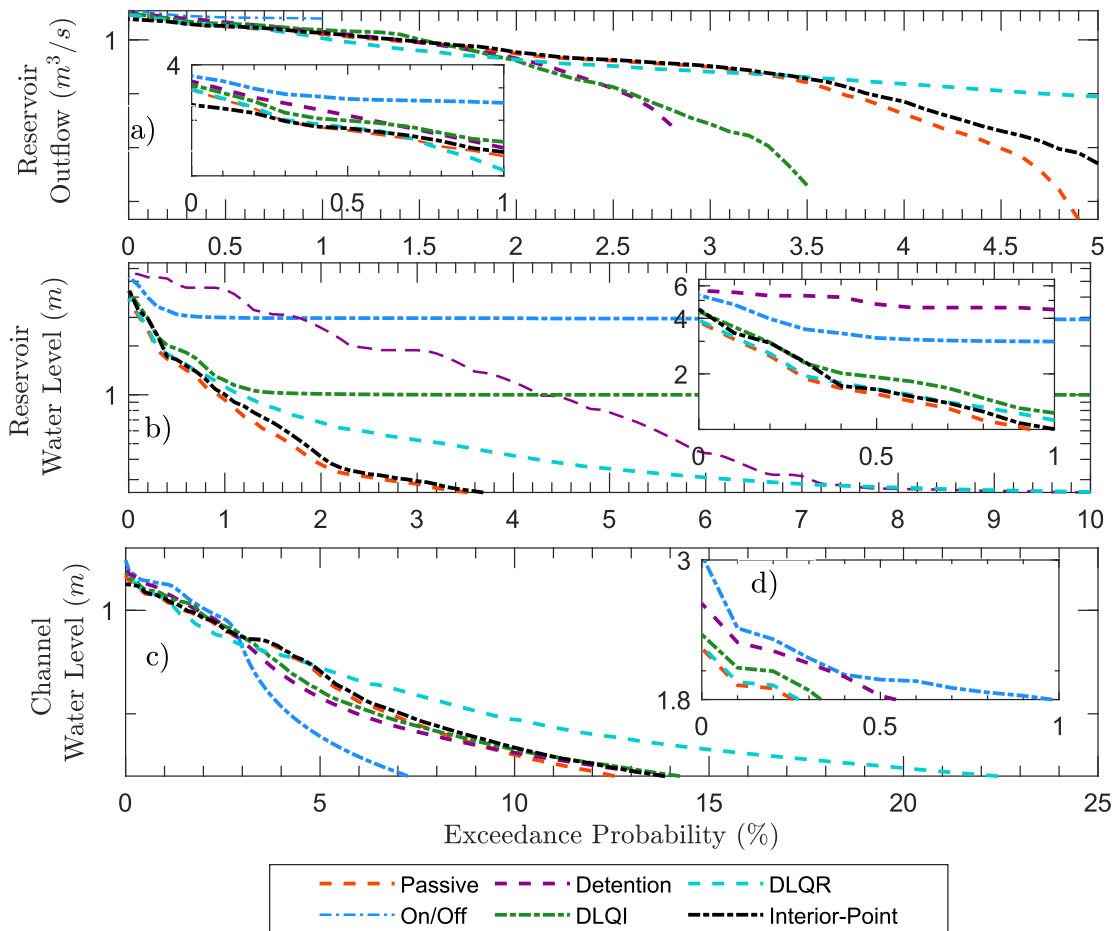 Reservoir
Outflow (m³/s)
1
a)
4
0 0.5 1
0 0.5 1 1.5 2 2.5 3 3.5 4 4.5 5
Reservoir
Water Level (m)
1
b)
6
4
2
0 0.5 1
0 1 2 3 4 5 6 7 8 9 10
Channel
Water Level (m)
1
c)
d)
3
1.8
0 0.5 1
0 5 10 15 20 25
Exceedance Probability (%)
Passive Detention DLQR
On/Off DLQI Interior-Point